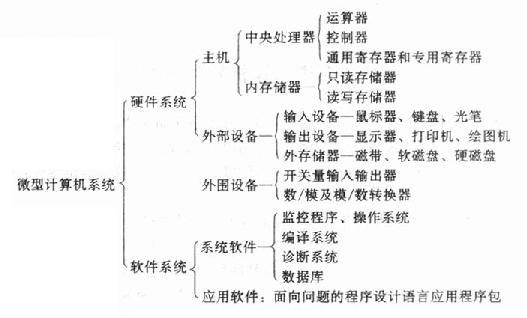 运算器
中央处理器
控制器
主机
通用寄存器和专用寄存器
只读存储器
内存储器
读写存储器
硬件系统
输入设备—鼠标器、键盘、光笔
外部设备
输出设备—显示器、打印机、绘图机
外存储器—磁带、软磁盘、硬磁盘
微型计算机系统
开关量输入输出器
外围设备
数/模及模/数转换器
监控程序、操作系统
系统软件
编译系统
软件系统
诊断系统
数据库
应用软件：面向问题的程序设计语言应用程序包